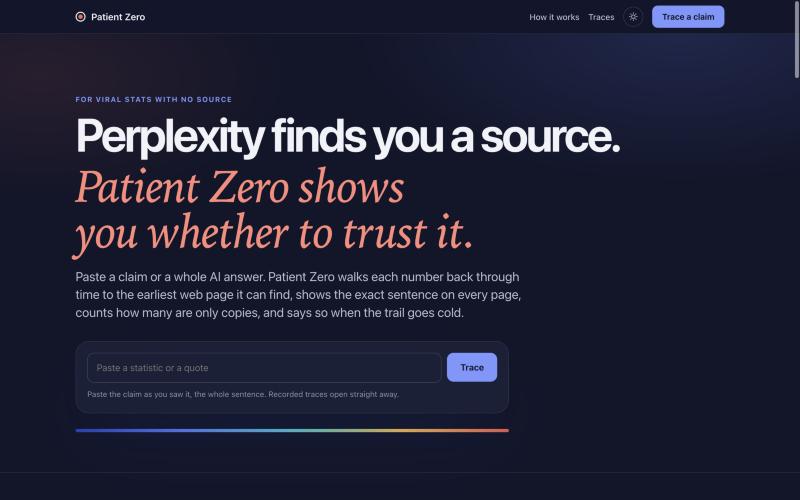 Patient Zero
How it works
Traces
Trace a claim
FOR VIRAL STATS WITH NO SOURCE
Perplexity finds you a source.
Patient Zero shows
you whether to trust it.
Paste a claim or a whole AI answer. Patient Zero walks each number back through
time to the earliest web page it can find, shows the exact sentence on every page,
counts how many are only copies, and says so when the trail goes cold.
Paste a statistic or a quote
Trace
Paste the claim as you saw it, the whole sentence. Recorded traces open straight away.